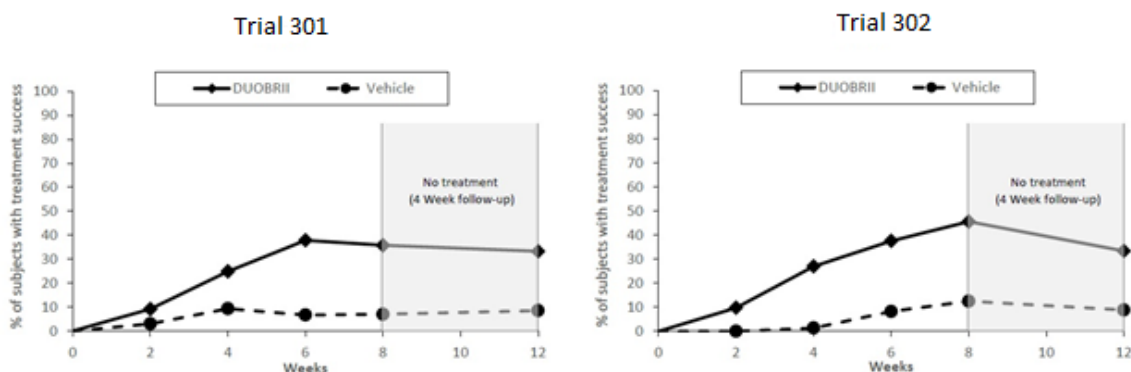 Trial 301
DUOBRII Vehicle
% of subjects with treatment success
100
90
80
70
60
50
40
30
20
10
0
No treatment
(4 Week follow-up)
0 2 4 6 8 10 12
Weeks
Trial 302
DUOBRII Vehicle
% of subjects with treatment success
100
90
80
70
60
50
40
30
20
10
0
No treatment
(4 Week follow-up)
0 2 4 6 8 10 12
Weeks